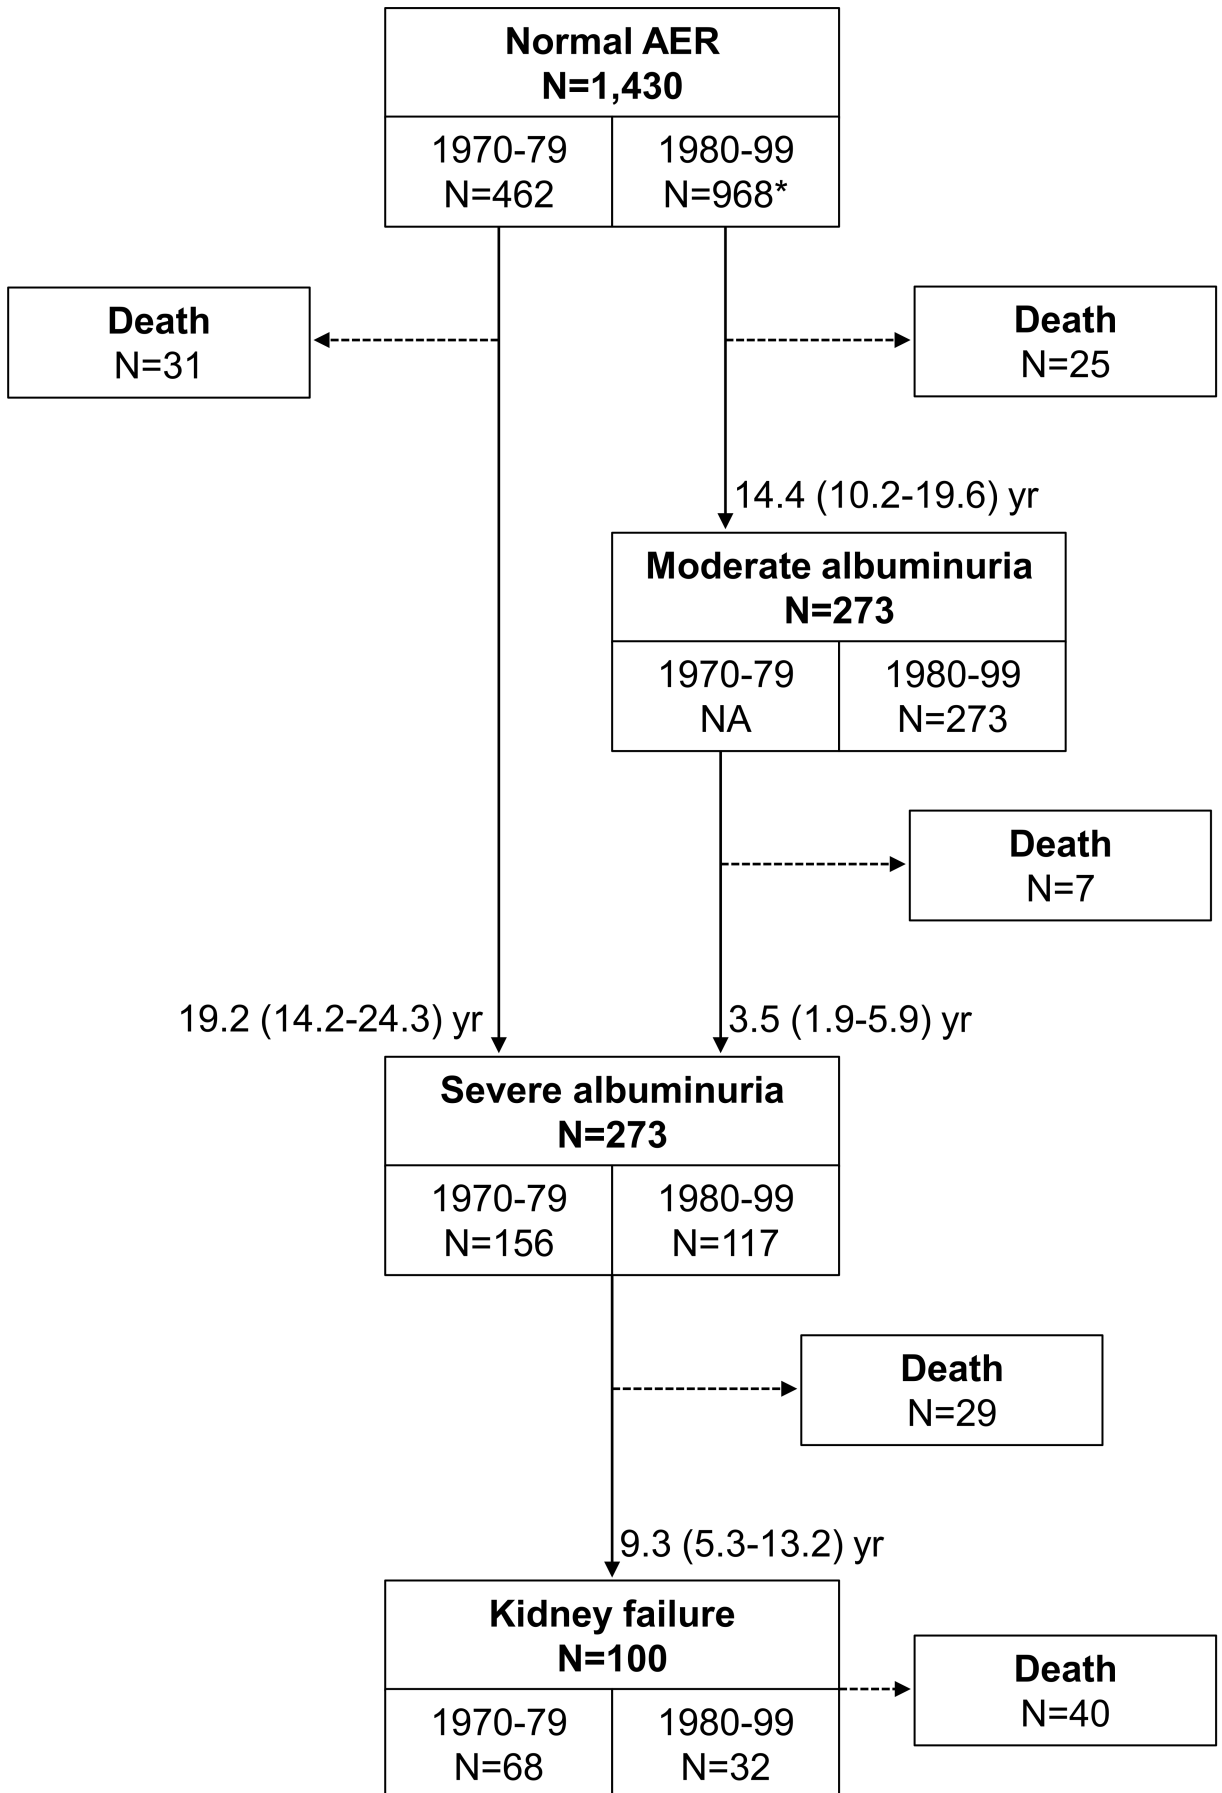 Normal AER
N=1,430
1970-79
N=462
1980-99
N=968*
Death
N=31
Death
N=25
14.4 (10.2-19.6) yr
Moderate albuminuria
N=273
1970-79
NA
1980-99
N=273
Death
N=7
19.2 (14.2-24.3) yr
3.5 (1.9-5.9) yr
Severe albuminuria
N=273
1970-79
N=156
1980-99
N=117
Death
N=29
9.3 (5.3-13.2) yr
Kidney failure
N=100
1970-79
N=68
1980-99
N=32
Death
N=40